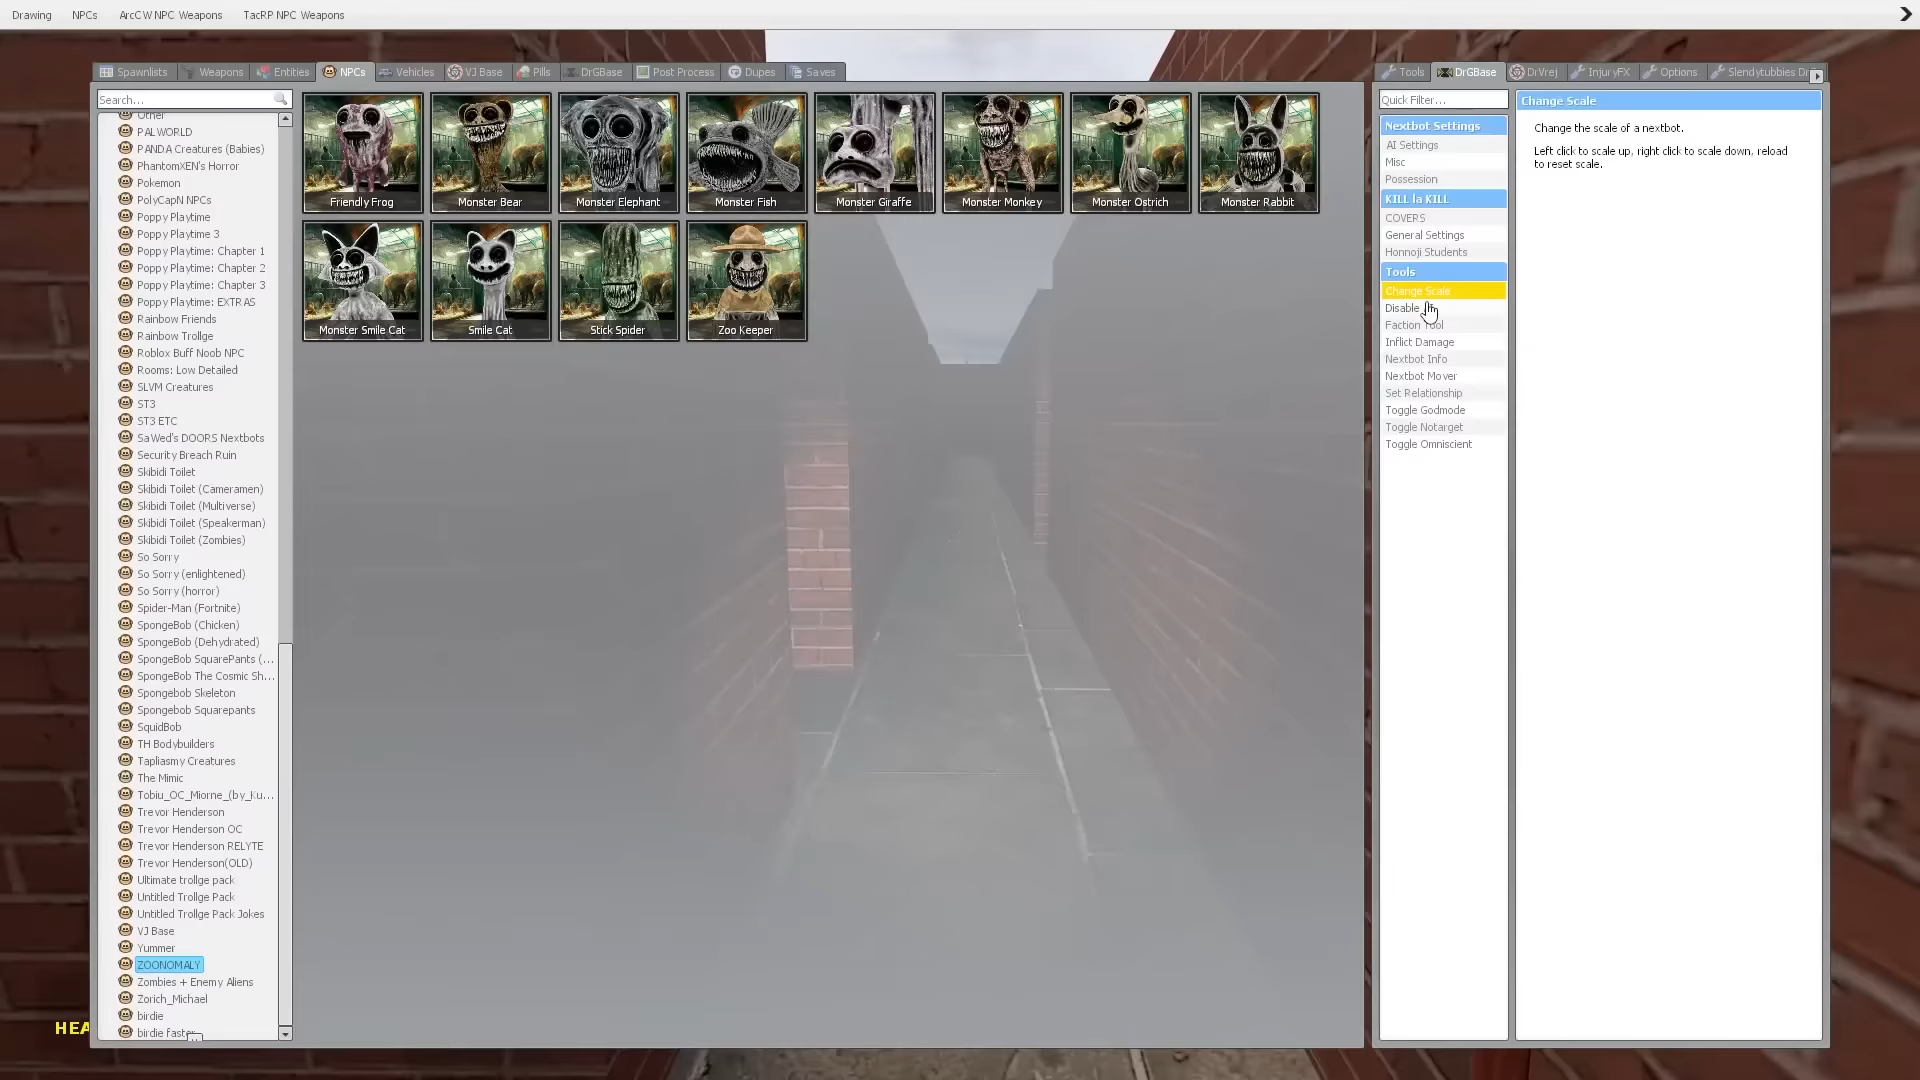 Drawing
NPCs
ArcCW NPC Weapons
TacRP NPC Weapons
Spawnlists
Weapons
Entities
NPCs
Vehicles
VJ Base
Pills
DrGBase
Post Process
Dupes
Saves
Search...
Other
PALWORLD
PANDA Creatures (Babies)
PhantomXEN's Horror
Pokemon
PolyCapN NPCs
Poppy Playtime
Poppy Playtime 3
Poppy Playtime: Chapter 1
Poppy Playtime: Chapter 2
Poppy Playtime: Chapter 3
Poppy Playtime: EXTRAS
Rainbow Friends
Rainbow Trollge
Roblox Buff Noob NPC
Rooms: Low Detailed
SLVM Creatures
ST3
ST3 ETC
SaWed's DOORS Nextbots
Security Breach Ruin
Skibidi Toilet
Skibidi Toilet (Cameramen)
Skibidi Toilet (Multiverse)
Skibidi Toilet (Speakerman)
Skibidi Toilet (Zombies)
So Sorry
So Sorry (enlightened)
So Sorry (horror)
Spider-Man (Fortnite)
SpongeBob (Chicken)
SpongeBob (Dehydrated)
SpongeBob SquarePants (...
SpongeBob The Cosmic Sh...
Spongebob Skeleton
Spongebob Squarepants
SquidBob
TH Bodybuilders
Tapliasmy Creatures
The Mimic
Tobiu_OC_Miorne_(by_Ku...
Trevor Henderson
Trevor Henderson OC
Trevor Henderson RELYTE
Trevor Henderson(OLD)
Ultimate trollge pack
Untitled Trollge Pack
Untitled Trollge Pack Jokes
VJ Base
Yummer
ZOONOMALY
Zombies + Enemy Aliens
Zorich_Michael
birdie
birdie faster
HEA
Friendly Frog
Monster Bear
Monster Elephant
Monster Fish
Monster Giraffe
Monster Monkey
Monster Ostrich
Monster Rabbit
Monster Smile Cat
Smile Cat
Stick Spider
Zoo Keeper
Tools
DrGBase
DrVrej
InjuryFX
Options
Slendytubbies D
Quick Filter...
Nextbot Settings
AI Settings
Misc
Possession
KILL la KILL
COVERS
General Settings
Honnoji Students
Tools
Change Scale
Disable
Faction Tool
Inflict Damage
Nextbot Info
Nextbot Mover
Set Relationship
Toggle Godmode
Toggle Notarget
Toggle Omniscient
Change Scale
Change the scale of a nextbot.
Left click to scale up, right click to scale down, reload
to reset scale.